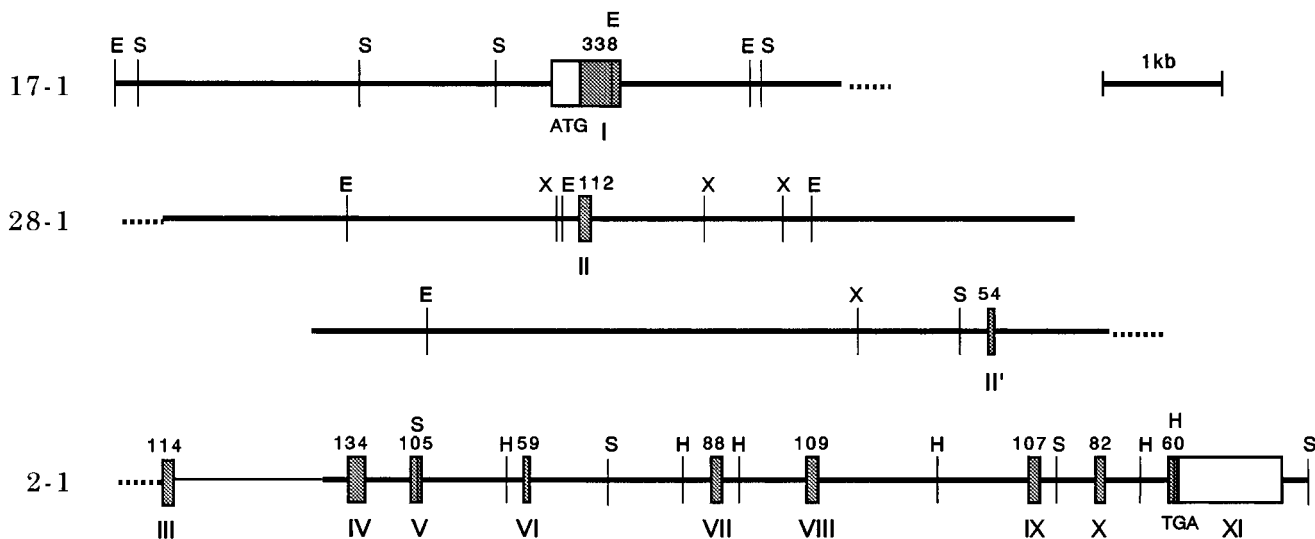 E
E S S S 338 E S 1kb
17-1
ATG I
E X E 112 X X E
28-1
II
E X S 54
II'
S H
114 134 105 H 59 S H 88 H 109 H 107 S 82 H 60 S
2-1
III IV V VI VII VIII IX X TGA XI